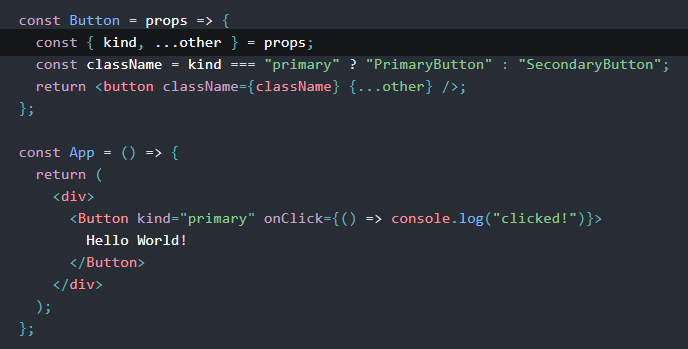 const Button = props => {
  const { kind, ...other } = props;
  const className = kind === "primary" ? "PrimaryButton" : "SecondaryButton";
  return <button className={className} {...other} />;
};

const App = () => {
  return (
    <div>
      <Button kind="primary" onClick={() => console.log("clicked!")}>
        Hello World!
      </Button>
    </div>
  );
};